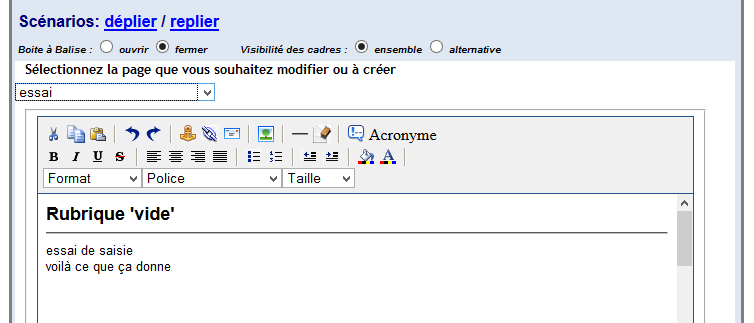 Scénarios: déplier / replier
Boite à Balise : ouvrir fermer Visibilité des cadres : ensemble alternative
Sélectionnez la page que vous souhaitez modifier ou à créer
essai
Acronyme
B I U S
Format Police Taille
Rubrique 'vide'
essai de saisie
voilà ce que ça donne